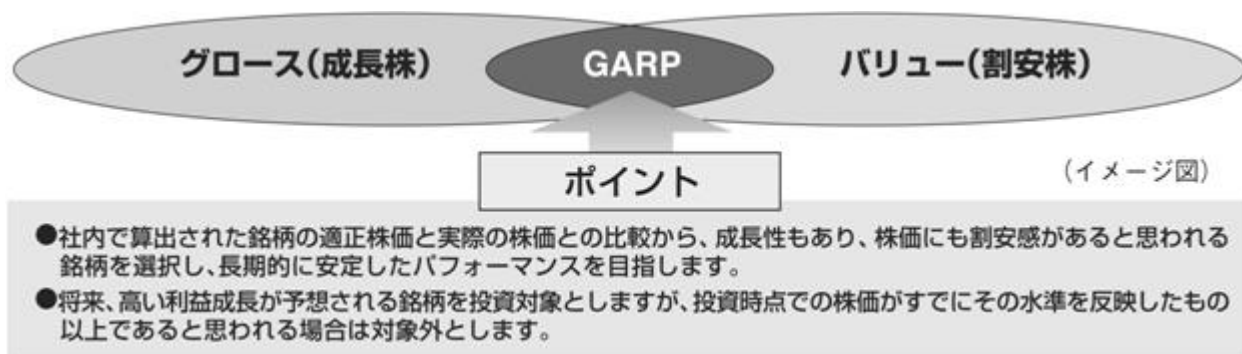 グロース(成長株)　GARP　バリュー(割安株)
ポイント
(イメージ図)
●社内で算出された銘柄の適正株価と実際の株価との比較から、成長性もあり、株価にも割安感があると思われる
銘柄を選択し、長期的に安定したパフォーマンスを目指します。
●将来、高い利益成長が予想される銘柄を投資対象としますが、投資時点での株価がすでにその水準を反映したもの
以上であると思われる場合は対象外とします。